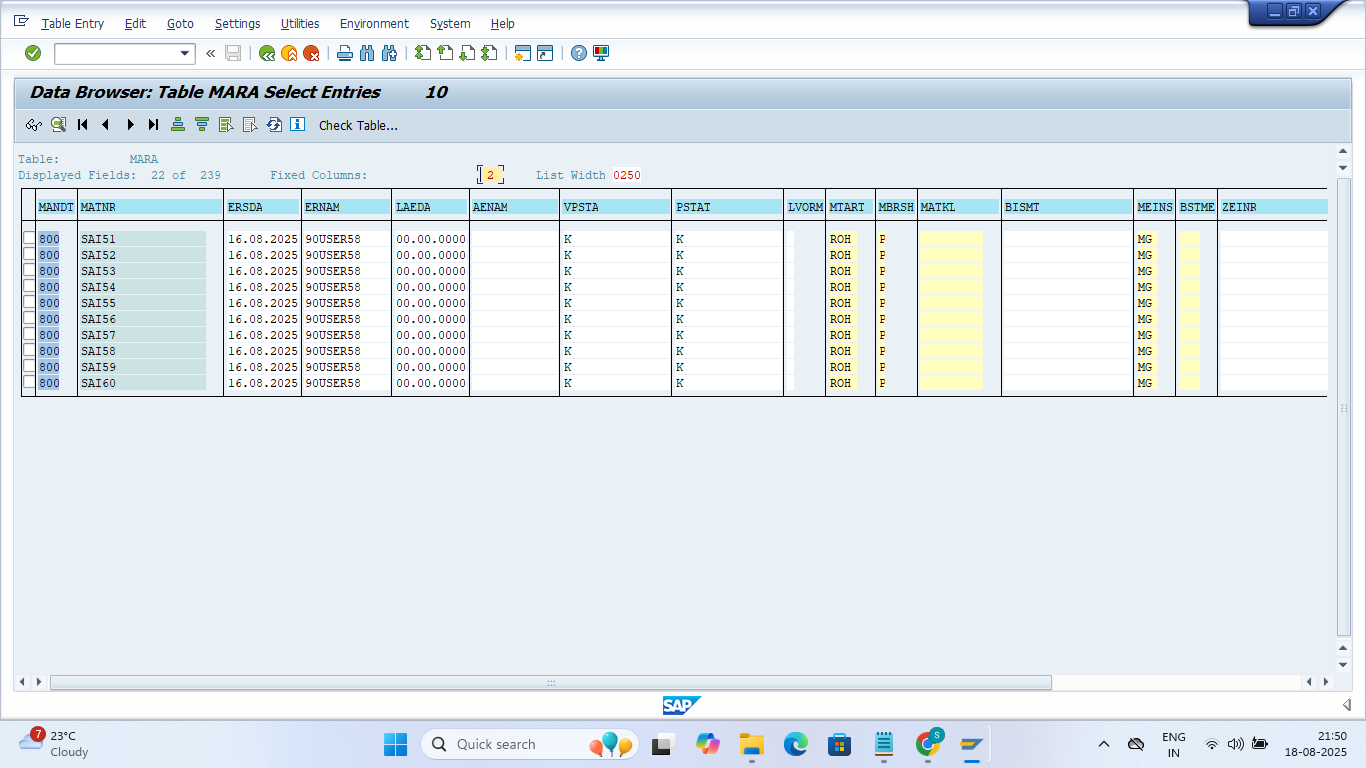 Table Entry Edit Goto Settings Utilities Environment System Help
Data Browser: Table MARA Select Entries 10
Check Table...
Table: MARA
Displayed Fields: 22 of 239 Fixed Columns: 2 List Width 0250
MANDT MATNR ERSDA ERNAM LAEDA AENAM VPSTA PSTAT LVORM MTART MBRSH MATKL BISMT MEINS BSTME ZEINR
800 SAI51 16.08.2025 90USER58 00.00.0000 K K ROH P MG
800 SAI52 16.08.2025 90USER58 00.00.0000 K K ROH P MG
800 SAI53 16.08.2025 90USER58 00.00.0000 K K ROH P MG
800 SAI54 16.08.2025 90USER58 00.00.0000 K K ROH P MG
800 SAI55 16.08.2025 90USER58 00.00.0000 K K ROH P MG
800 SAI56 16.08.2025 90USER58 00.00.0000 K K ROH P MG
800 SAI57 16.08.2025 90USER58 00.00.0000 K K ROH P MG
800 SAI58 16.08.2025 90USER58 00.00.0000 K K ROH P MG
800 SAI59 16.08.2025 90USER58 00.00.0000 K K ROH P MG
800 SAI60 16.08.2025 90USER58 00.00.0000 K K ROH P MG
SAP
7 23°C
Cloudy
Quick search
S
ENG
IN
21:50
18-08-2025